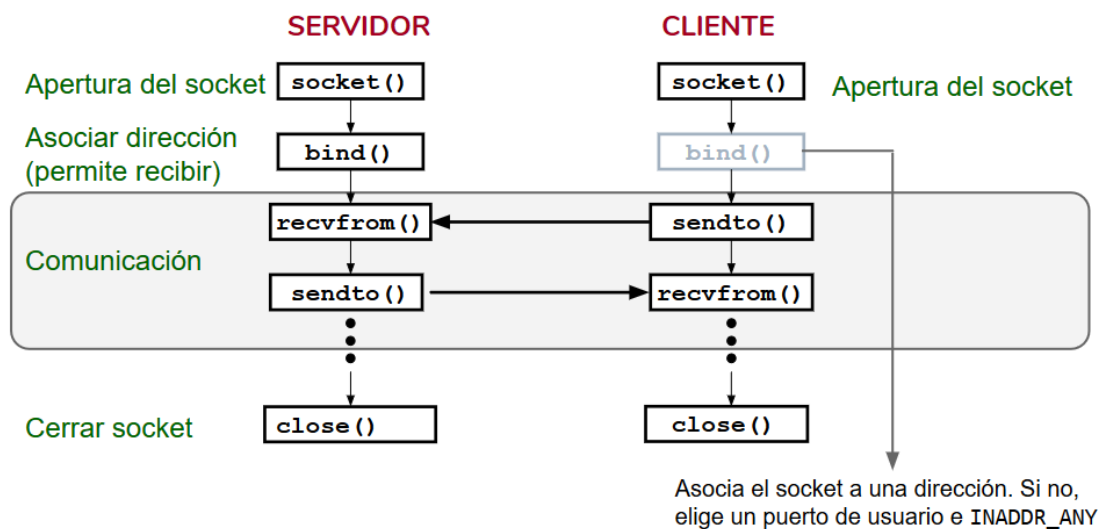 SERVIDOR
CLIENTE
Apertura del socket
socket()
socket()
Apertura del socket
Asociar dirección
(permite recibir)
bind()
bind()
recvfrom()
sendto()
Comunicación
sendto()
recvfrom()
Cerrar socket
close()
close()
Asocia el socket a una dirección. Si no,
elige un puerto de usuario e INADDR_ANY